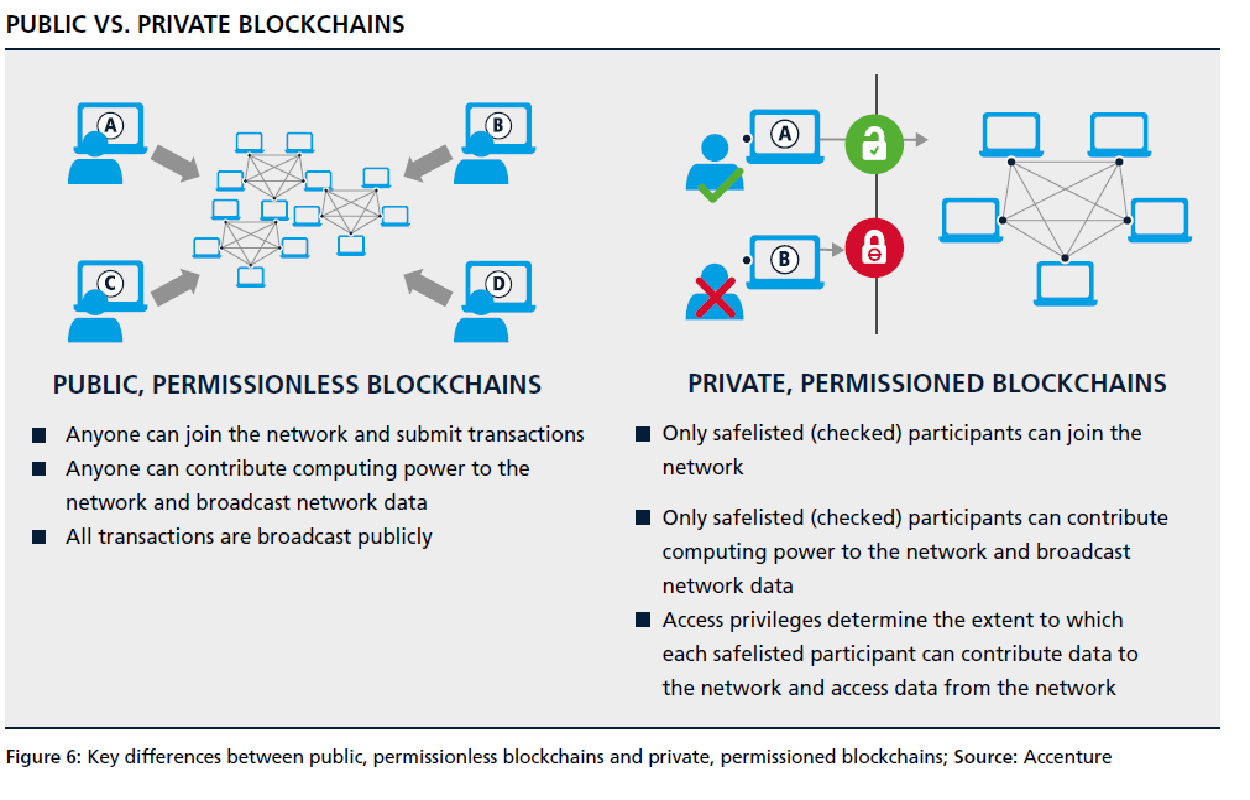 PUBLIC VS. PRIVATE BLOCKCHAINS
A
B
C
D
A
B
PUBLIC, PERMISSIONLESS BLOCKCHAINS
Anyone can join the network and submit transactions
Anyone can contribute computing power to the
network and broadcast network data
All transactions are broadcast publicly
PRIVATE, PERMISSIONED BLOCKCHAINS
Only safelisted (checked) participants can join the
network
Only safelisted (checked) participants can contribute
computing power to the network and broadcast
network data
Access privileges determine the extent to which
each safelisted participant can contribute data to
the network and access data from the network
Figure 6: Key differences between public, permissionless blockchains and private, permissioned blockchains; Source: Accenture